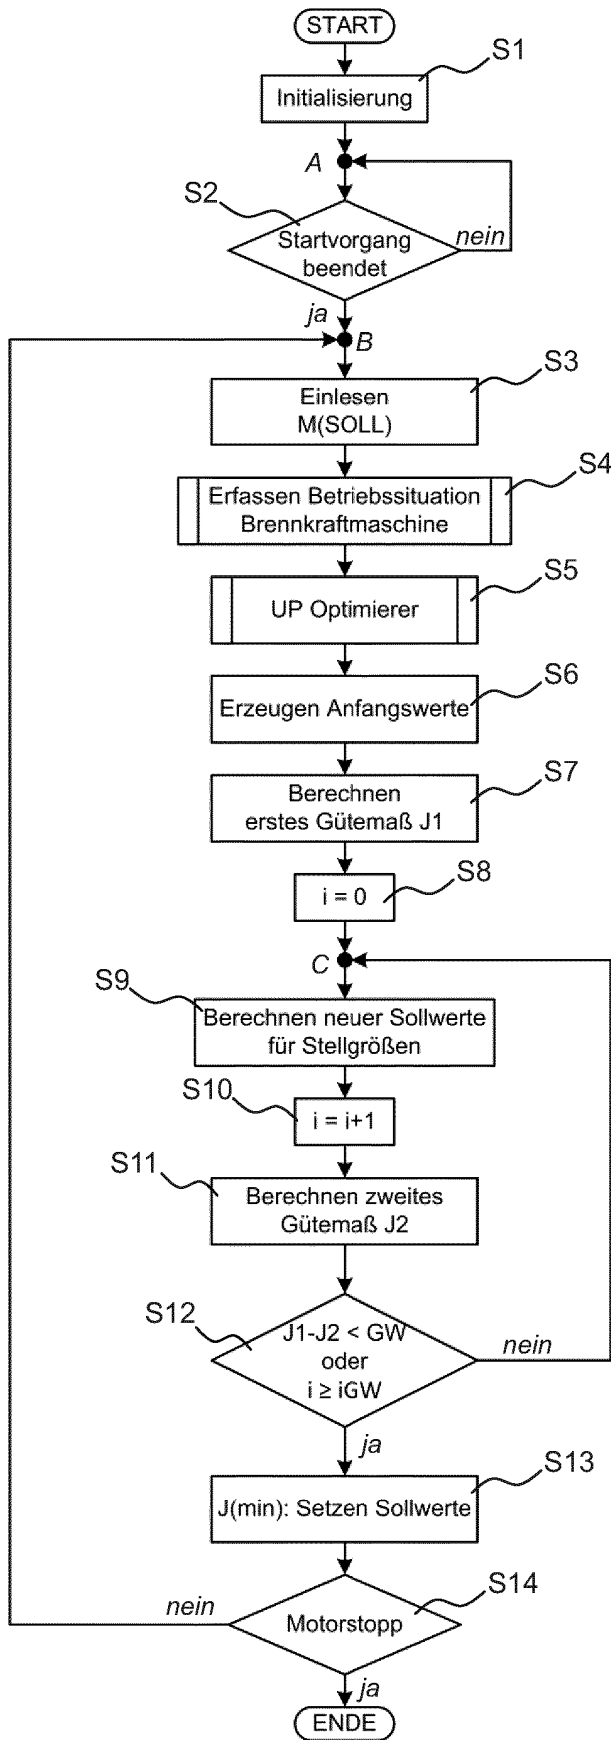 START
S1
Initialisierung
A
S2
Startvorgang
beendet
nein
ja
B
S3
Einlesen
M(SOLL)
S4
Erfassen Betriebssituation
Brennkraftmaschine
S5
UP Optimierer
S6
Erzeugen Anfangswerte
S7
Berechnen
erstes Gütemaß J1
S8
i = 0
C
S9
Berechnen neuer Sollwerte
für Stellgrößen
S10
i = i+1
S11
Berechnen zweites
Gütemaß J2
S12
J1-J2 < GW
oder
i ≥ iGW
nein
ja
S13
J(min): Setzen Sollwerte
S14
nein
Motorstopp
ja
ENDE